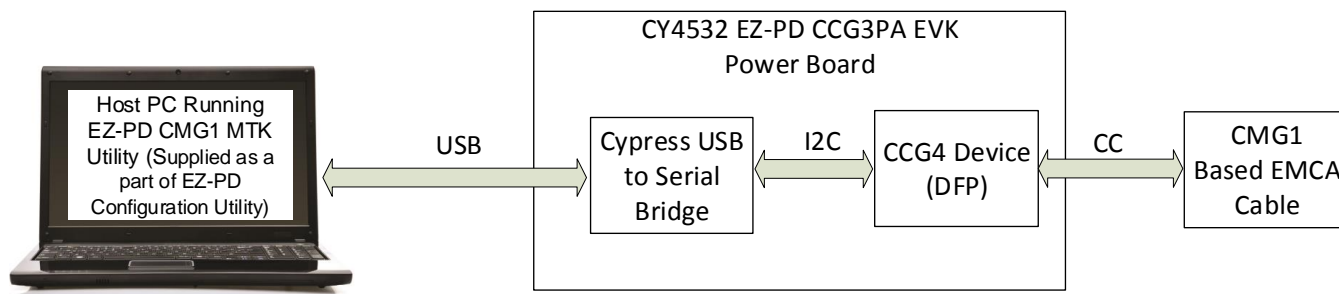 CY4532 EZ-PD CCG3PA EVK
Power Board
Host PC Running
EZ-PD CMG1 MTK
Utility (Supplied as a
part of EZ-PD
Configuration Utility)
USB
Cypress USB
to Serial
Bridge
I2C
CCG4 Device
(DFP)
CC
CMG1
Based EMCA
Cable